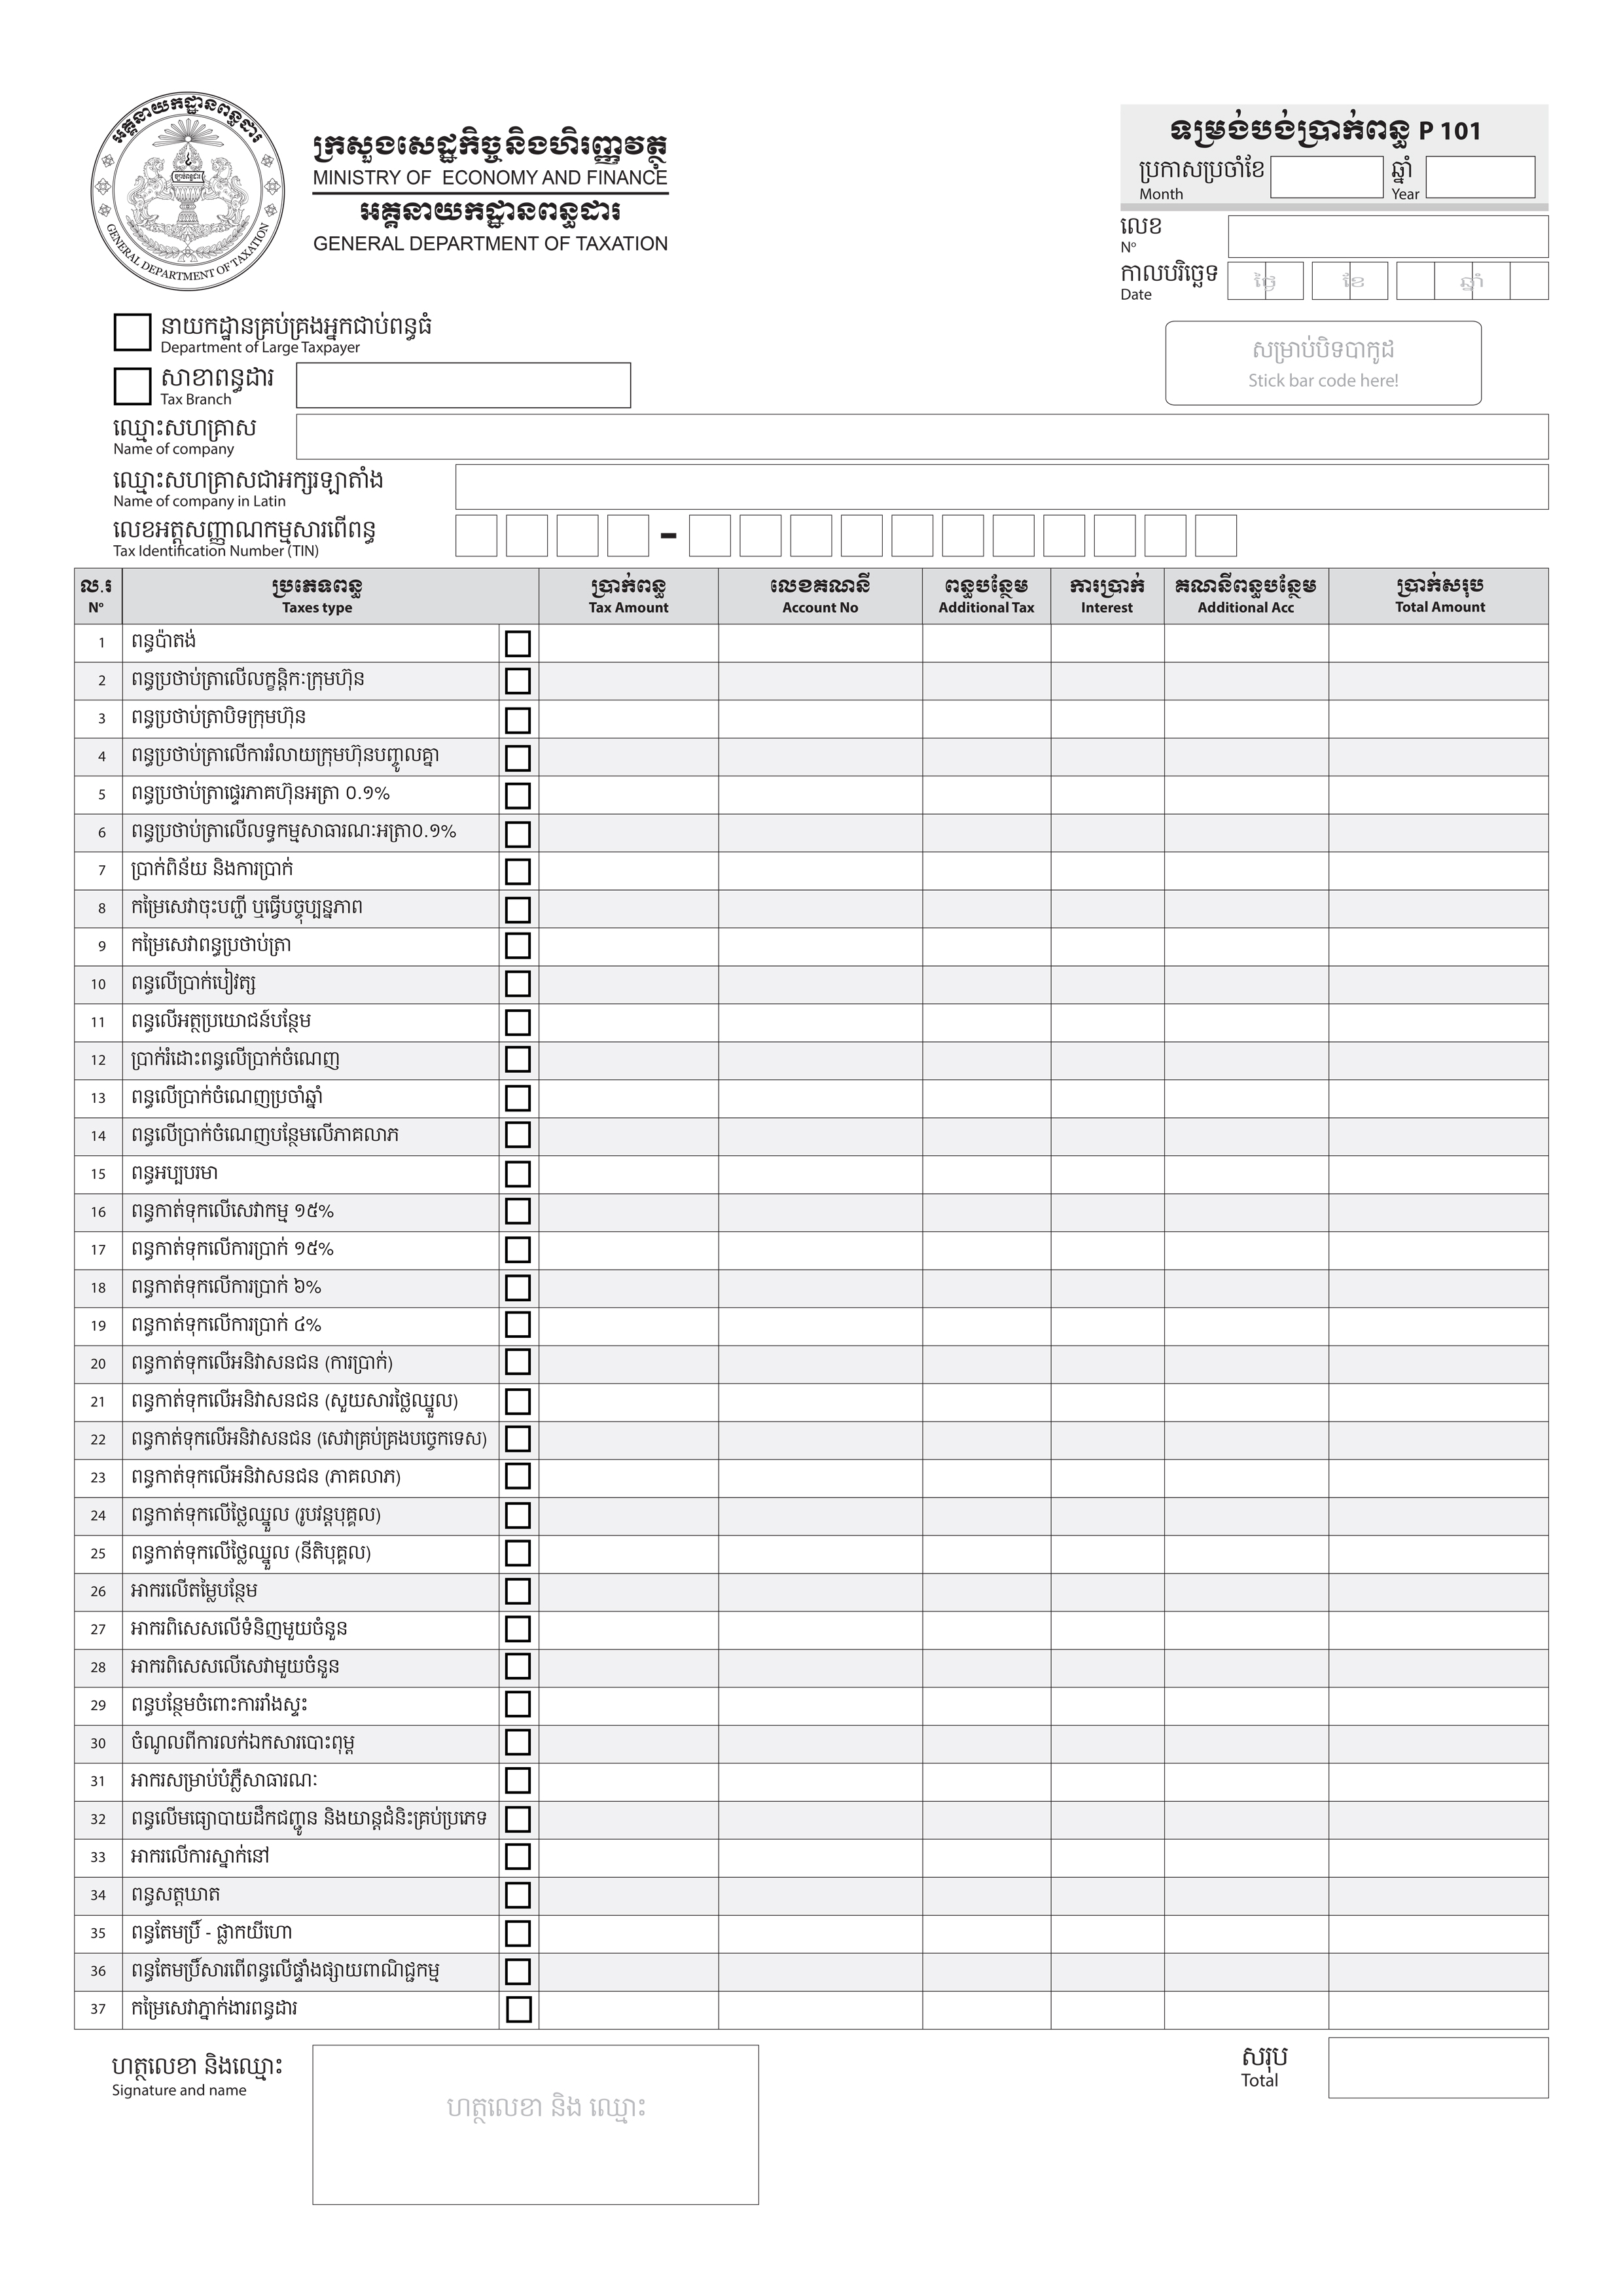 អគ្គនាយកដ្ឋានពន្ធដារ
GENERAL DEPARTMENT OF TAXATION
ក្រសួងសេដ្ឋកិច្ច និងហិរញ្ញវត្ថុ
MINISTRY OF ECONOMY AND FINANCE
អគ្គនាយកដ្ឋានពន្ធដារ
GENERAL DEPARTMENT OF TAXATION
ទម្រង់បង់ប្រាក់ពន្ធ P 101
ប្រកាសប្រចាំខែ ឆ្នាំ
Month Year
លេខ
Nº
កាលបរិច្ឆេទ ថ្ងៃ ខែ ឆ្នាំ
Date
នាយកដ្ឋានគ្រប់គ្រងអ្នកជាប់ពន្ធធំ
Department of Large Taxpayer
សម្រាប់បិទបាកូដ
Stick bar code here!
សាខាពន្ធដារ
Tax Branch
ឈ្មោះសហគ្រាស
Name of company
ឈ្មោះសហគ្រាសជាអក្សរឡាតាំង
Name of company in Latin
លេខអត្តសញ្ញាណកម្មសារពើពន្ធ -
Tax Identification Number (TIN)
ល.រ ប្រភេទពន្ធ ប្រាក់ពន្ធ លេខគណនី ពន្ធបន្ថែម ការប្រាក់ គណនីពន្ធបន្ថែម ប្រាក់សរុប
Nº Taxes type Tax Amount Account No Additional Tax Interest Additional Acc Total Amount
1 ពន្ធប៉ាតង់
2 ពន្ធប្រថាប់ត្រាលើលក្ខន្តិកៈក្រុមហ៊ុន
3 ពន្ធប្រថាប់ត្រាបិទក្រុមហ៊ុន
4 ពន្ធប្រថាប់ត្រាលើការរំលាយក្រុមហ៊ុនបញ្ចូលគ្នា
5 ពន្ធប្រថាប់ត្រាផ្ទេរភាគហ៊ុនអត្រា ០.១%
6 ពន្ធប្រថាប់ត្រាលើលទ្ធកម្មសាធារណៈអត្រា០.១%
7 ប្រាក់ពិន័យ និងការប្រាក់
8 កម្រៃសេវាចុះបញ្ជី ឬធ្វើបច្ចុប្បន្នភាព
9 កម្រៃសេវាពន្ធប្រថាប់ត្រា
10 ពន្ធលើប្រាក់បៀវត្ស
11 ពន្ធលើអត្ថប្រយោជន៍បន្ថែម
12 ប្រាក់រំដោះពន្ធលើប្រាក់ចំណេញ
13 ពន្ធលើប្រាក់ចំណេញប្រចាំឆ្នាំ
14 ពន្ធលើប្រាក់ចំណេញបន្ថែមលើភាគលាភ
15 ពន្ធអប្បបរមា
16 ពន្ធកាត់ទុកលើសេវាកម្ម ១៥%
17 ពន្ធកាត់ទុកលើការប្រាក់ ១៥%
18 ពន្ធកាត់ទុកលើការប្រាក់ ៦%
19 ពន្ធកាត់ទុកលើការប្រាក់ ៤%
20 ពន្ធកាត់ទុកលើអនិវាសនជន (ការប្រាក់)
21 ពន្ធកាត់ទុកលើអនិវាសនជន (សួយសារថ្លៃឈ្នួល)
22 ពន្ធកាត់ទុកលើអនិវាសនជន (សេវាគ្រប់គ្រងបច្ចេកទេស)
23 ពន្ធកាត់ទុកលើអនិវាសនជន (ភាគលាភ)
24 ពន្ធកាត់ទុកលើថ្លៃឈ្នួល (រូបវន្តបុគ្គល)
25 ពន្ធកាត់ទុកលើថ្លៃឈ្នួល (នីតិបុគ្គល)
26 អាករលើតម្លៃបន្ថែម
27 អាករពិសេសលើទំនិញមួយចំនួន
28 អាករពិសេសលើសេវាមួយចំនួន
29 ពន្ធបន្ថែមចំពោះការរាំងស្ទះ
30 ចំណូលពីការលក់ឯកសារបោះពុម្ព
31 អាករសម្រាប់បំភ្លឺសាធារណៈ
32 ពន្ធលើមធ្យោបាយដឹកជញ្ជូន និងយាន្តជំនិះគ្រប់ប្រភេទ
33 អាករលើការស្នាក់នៅ
34 ពន្ធសត្តឃាត
35 ពន្ធតែមប្រិ៍ - ផ្លាកយីហោ
36 ពន្ធតែមប្រិ៍សារពើពន្ធលើផ្ទាំងផ្សាយពាណិជ្ជកម្ម
37 កម្រៃសេវាភ្នាក់ងារពន្ធដារ
ហត្ថលេខា និងឈ្មោះ សរុប
Signature and name Total
ហត្ថលេខា និង ឈ្មោះ